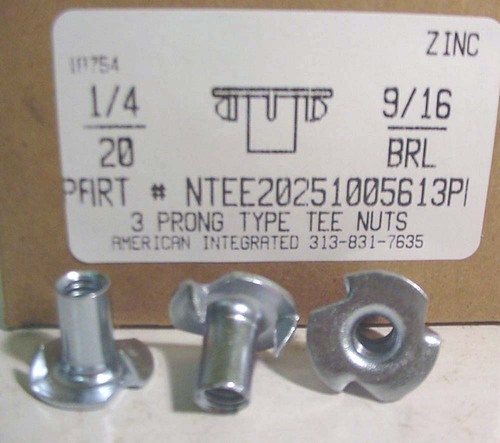 ZINC
10754
1/4
20
9/16
BRL
PART # NTEE20251005613P
3 PRONG TYPE TEE NUTS
AMERICAN INTEGRATED 313-831-7635